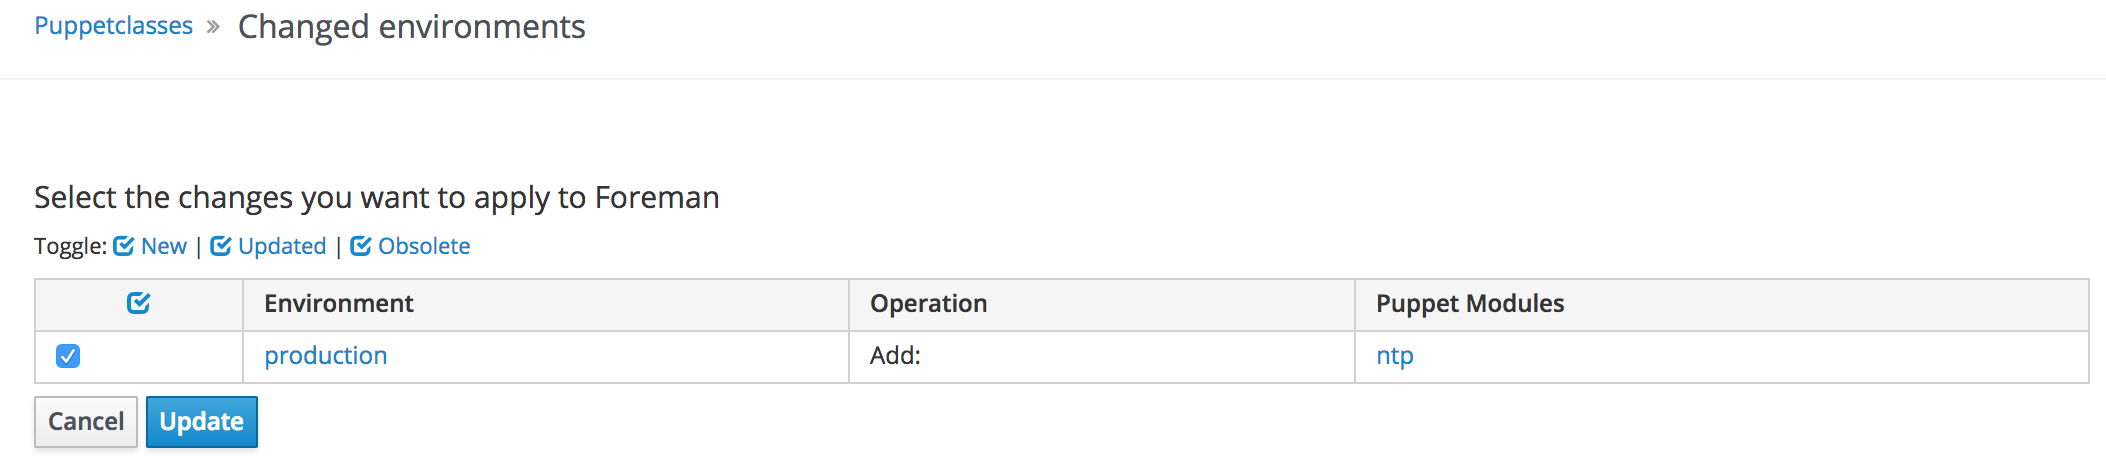 Puppetclasses » Changed environments
Select the changes you want to apply to Foreman
Toggle: New | Updated | Obsolete
Environment Operation Puppet Modules
production Add: ntp
Cancel Update